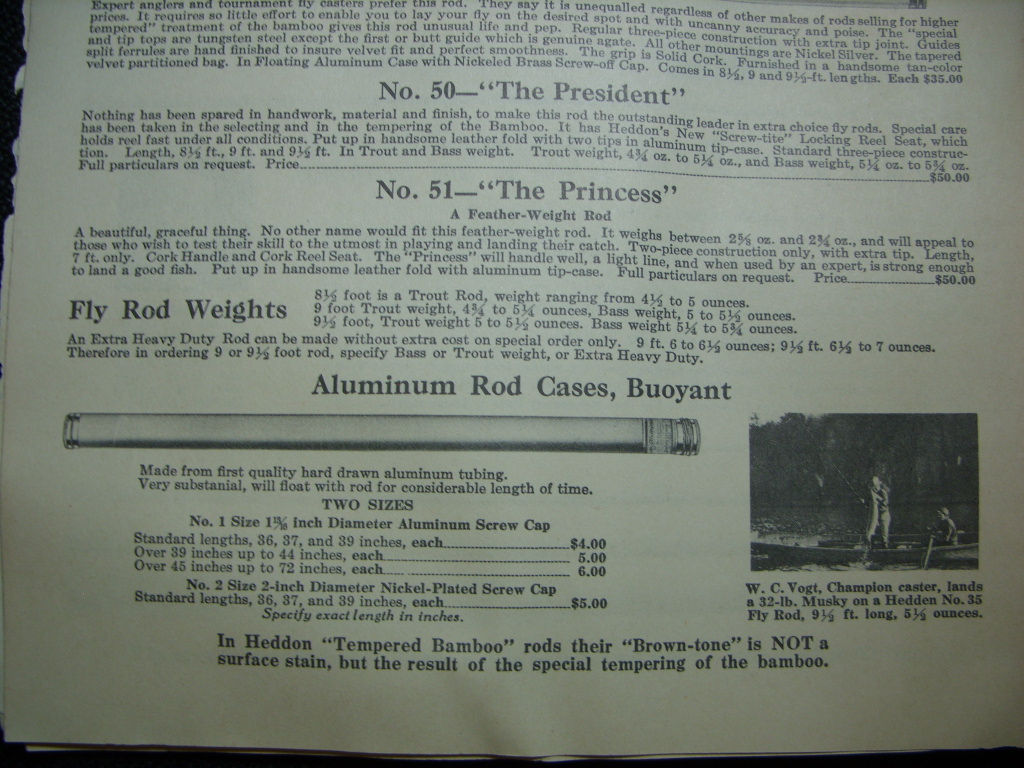 Expert anglers and tournament fly casters prefer this rod. They say it is unequalled regardless of other makes of rods selling for higher
prices. It requires so little effort to enable you to lay your fly on the desired spot and with uncanny accuracy and poise. The "special
tempered" treatment of the bamboo gives this rod unusual life and pep. Regular three-piece construction with extra tip joint. Guides
and tip tops are tungsten steel except the first or butt guide which is genuine agate. All other mountings are Nickel Silver. The tapered
split ferrules are hand finished to insure velvet fit and perfect smoothness. The grip is Solid Cork. Furnished in a handsome tan-color
velvet partitioned bag. In Floating Aluminum Case with Nickeled Brass Screw-off Cap. Comes in 8½, 9 and 9½-ft. lengths. Each $35.00
No. 50—"The President"
Nothing has been spared in handwork, material and finish, to make this rod the outstanding leader in extra choice fly rods. Special care
has been taken in the selecting and in the tempering of the Bamboo. It has Heddon's New "Screw-tite" Locking Reel Seat, which
holds reel fast under all conditions. Put up in handsome leather fold with two tips in aluminum tip-case. Standard three-piece construc-
tion. Length, 8½ ft., 9 ft. and 9½ ft. In Trout and Bass weight. Trout weight, 4¾ oz. to 5¼ oz., and Bass weight, 5¼ oz. to 5¾ oz.
Full particulars on request. Price............$50.00
No. 51—"The Princess"
A Feather-Weight Rod
A beautiful, graceful thing. No other name would fit this feather-weight rod. It weighs between 2⅝ oz. and 2¾ oz., and will appeal to
those who wish to test their skill to the utmost in playing and landing their catch. Two-piece construction only, with extra tip. Length,
7 ft. only. Cork Handle and Cork Reel Seat. The "Princess" will handle well, a light line, and when used by an expert, is strong enough
to land a good fish. Put up in handsome leather fold with aluminum tip-case. Full particulars on request. Price............$50.00
Fly Rod Weights
8½ foot is a Trout Rod, weight ranging from 4½ to 5 ounces.
9 foot Trout weight, 4¾ to 5¼ ounces, Bass weight, 5 to 5½ ounces.
9½ foot, Trout weight 5 to 5½ ounces. Bass weight 5¼ to 5¾ ounces.
An Extra Heavy Duty Rod can be made without extra cost on special order only. 9 ft. 6 to 6½ ounces; 9½ ft. 6½ to 7 ounces.
Therefore in ordering 9 or 9½ foot rod, specify Bass or Trout weight, or Extra Heavy Duty.
Aluminum Rod Cases, Buoyant
Made from first quality hard drawn aluminum tubing.
Very substanial, will float with rod for considerable length of time.
TWO SIZES
No. 1 Size 1⅝ inch Diameter Aluminum Screw Cap
Standard lengths, 36, 37, and 39 inches, each............$4.00
Over 39 inches up to 44 inches, each............ 5.00
Over 45 inches up to 72 inches, each............ 6.00
No. 2 Size 2-inch Diameter Nickel-Plated Screw Cap
Standard lengths, 36, 37, and 39 inches, each............$5.00
Specify exact length in inches.
W. C. Vogt, Champion caster, lands
a 32-lb. Musky on a Hedden No. 35
Fly Rod, 9½ ft. long, 5½ ounces.
In Heddon "Tempered Bamboo" rods their "Brown-tone" is NOT a
surface stain, but the result of the special tempering of the bamboo.